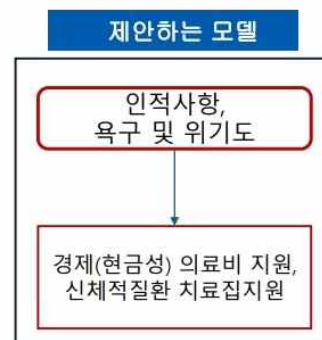 제안하는 모델
인적사항,
욕구 및 위기도
경제(현금성) 의료비 지원,
신체적질환 치료집지원